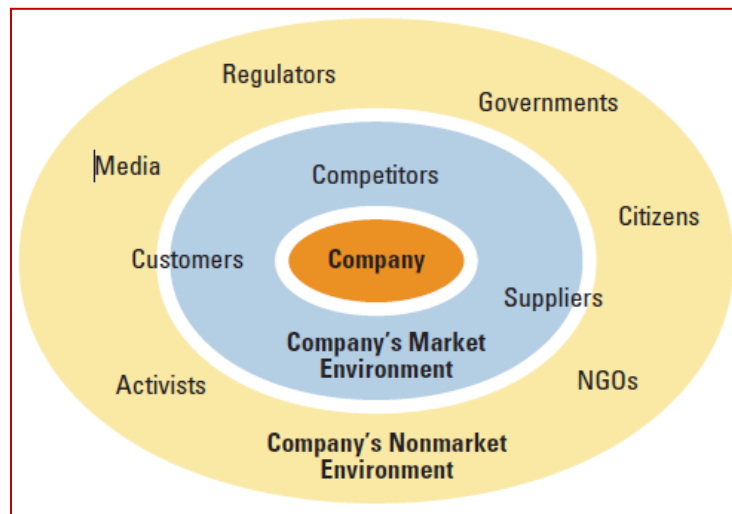 Regulators
Governments
Media
Competitors
Citizens
Customers
Company
Suppliers
Company's Market
Environment
Activists
NGOs
Company's Nonmarket
Environment